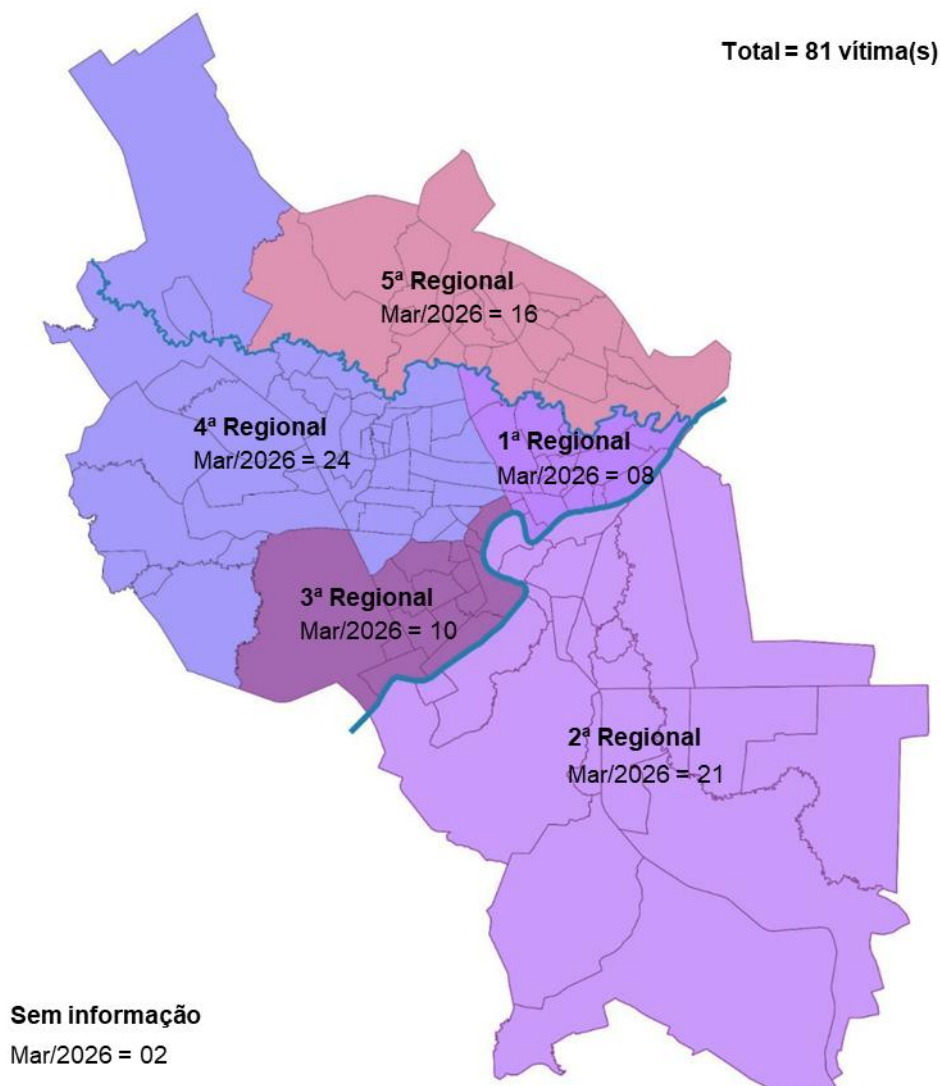 Total = 81 vítima(s)
5ª Regional
Mar/2026 = 16
4ª Regional
Mar/2026 = 24
1ª Regional
Mar/2026 = 08
3ª Regional
Mar/2026 = 10
2ª Regional
Mar/2026 = 21
Sem informação
Mar/2026 = 02